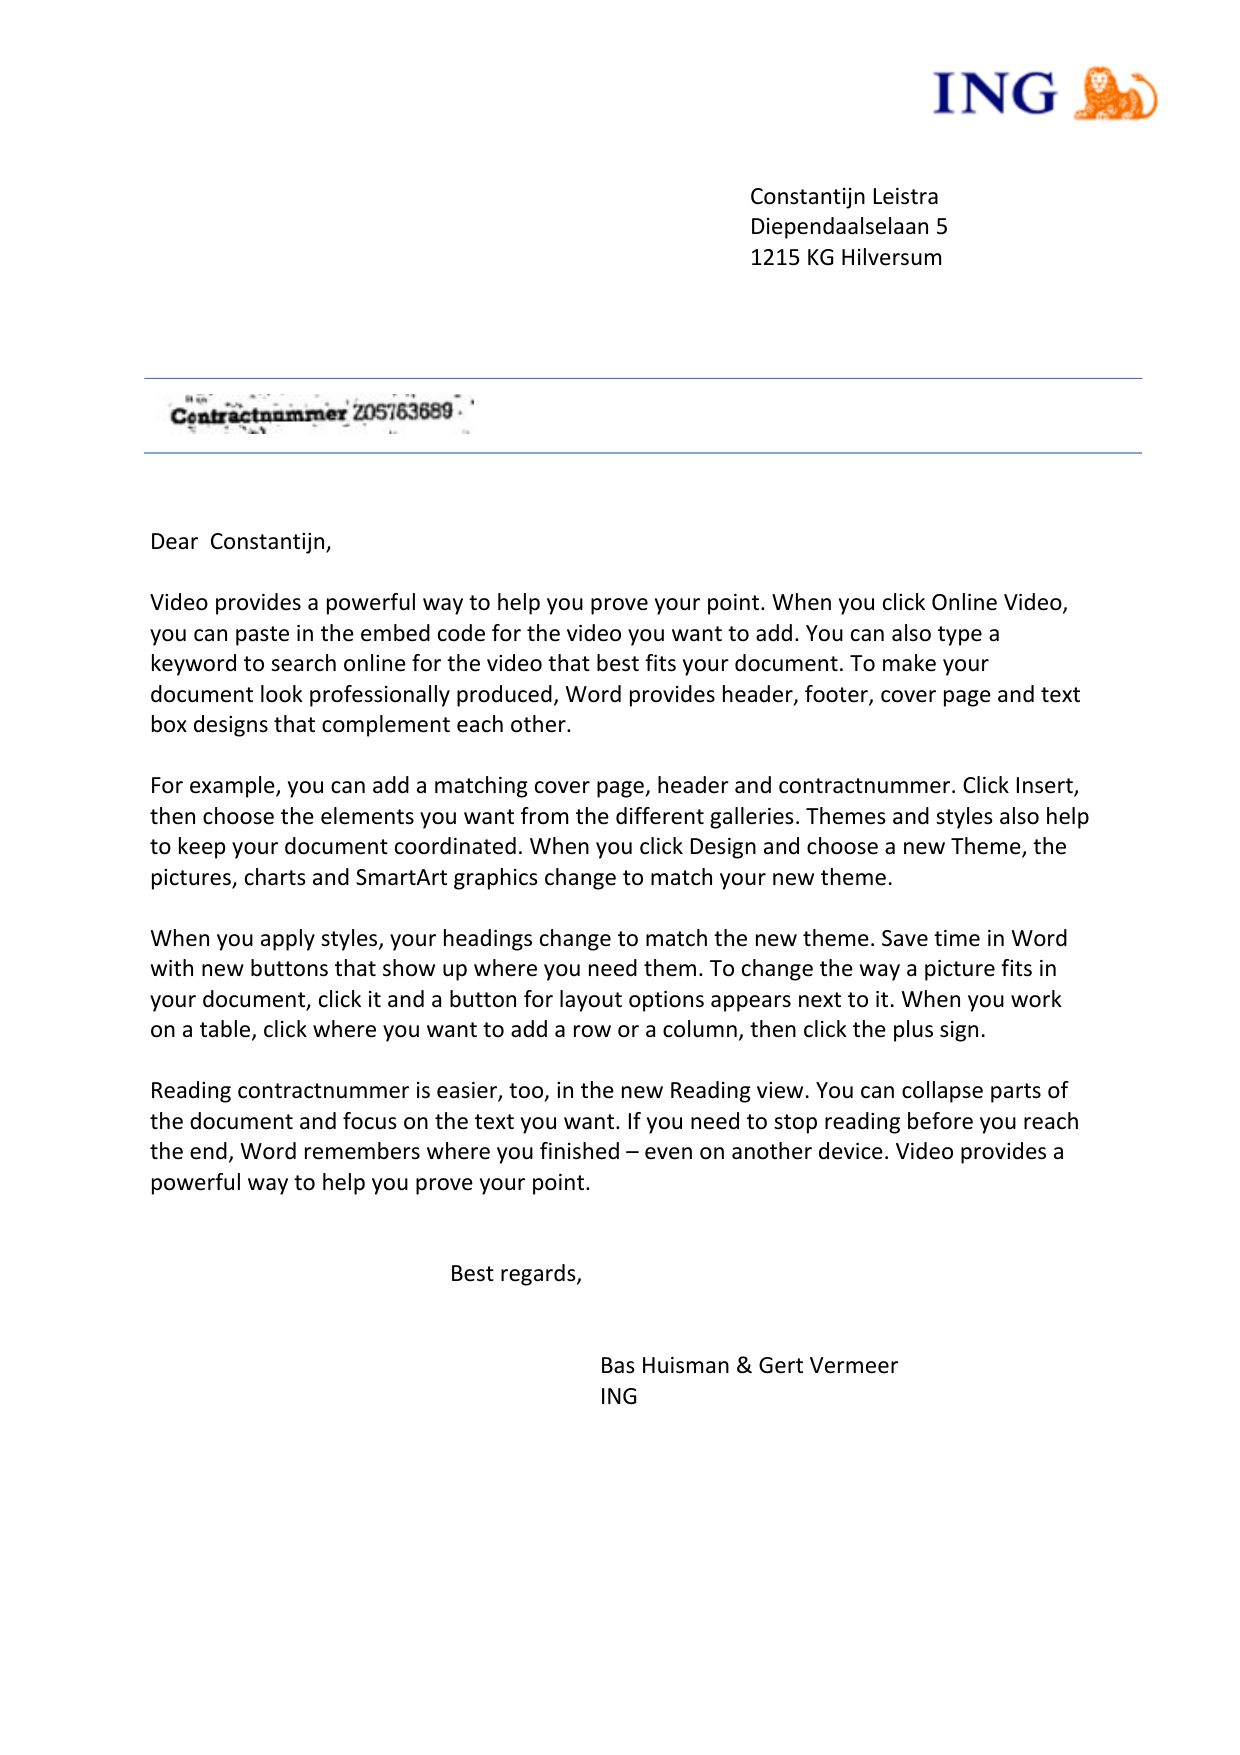 ING
Constantijn Leistra
Diependaalselaan 5
1215 KG Hilversum
Contractnummer Z05763689
Dear  Constantijn,
Video provides a powerful way to help you prove your point. When you click Online Video,
you can paste in the embed code for the video you want to add. You can also type a
keyword to search online for the video that best fits your document. To make your
document look professionally produced, Word provides header, footer, cover page and text
box designs that complement each other.
For example, you can add a matching cover page, header and contractnummer. Click Insert,
then choose the elements you want from the different galleries. Themes and styles also help
to keep your document coordinated. When you click Design and choose a new Theme, the
pictures, charts and SmartArt graphics change to match your new theme.
When you apply styles, your headings change to match the new theme. Save time in Word
with new buttons that show up where you need them. To change the way a picture fits in
your document, click it and a button for layout options appears next to it. When you work
on a table, click where you want to add a row or a column, then click the plus sign.
Reading contractnummer is easier, too, in the new Reading view. You can collapse parts of
the document and focus on the text you want. If you need to stop reading before you reach
the end, Word remembers where you finished – even on another device. Video provides a
powerful way to help you prove your point.
Best regards,
Bas Huisman & Gert Vermeer
ING